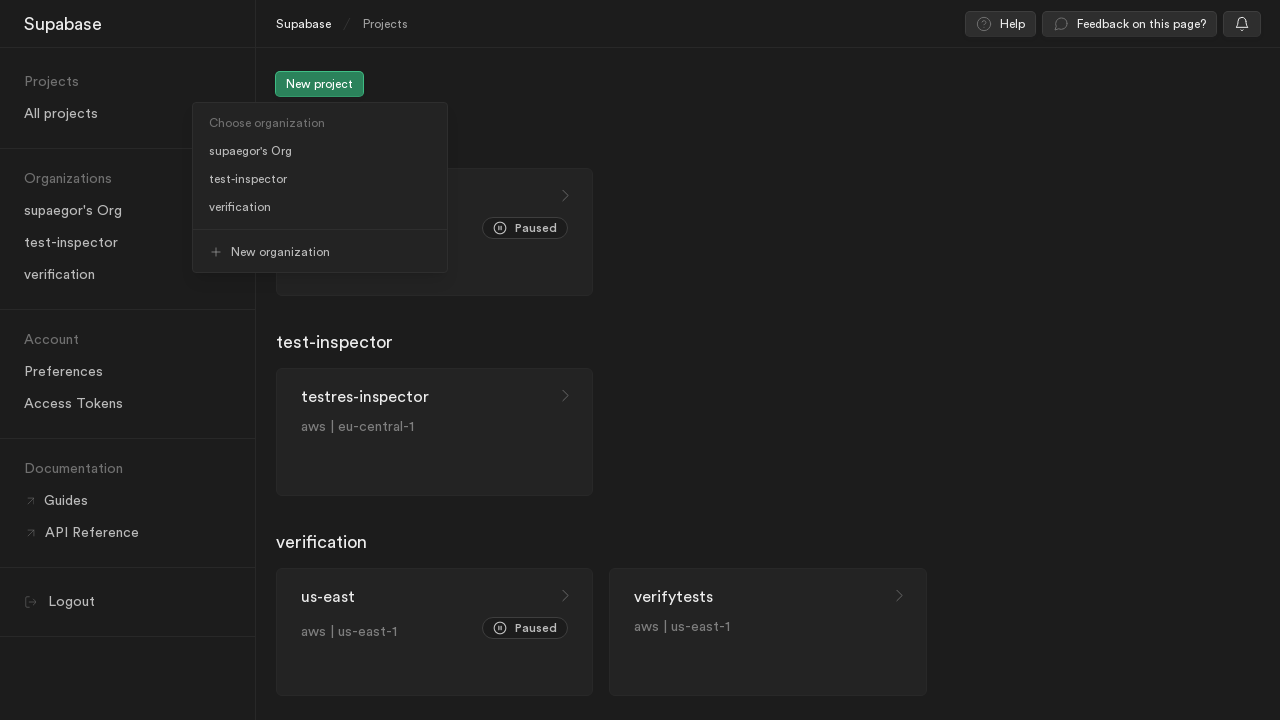 Supabase
Supabase / Projects
Help
Feedback on this page?
Projects
All projects
Organizations
supaegor's Org
test-inspector
verification
Account
Preferences
Access Tokens
Documentation
Guides
API Reference
Logout
New project
Choose organization
supaegor's Org
test-inspector
verification
New organization
Paused
test-inspector
testres-inspector
aws | eu-central-1
verification
us-east
aws | us-east-1
Paused
verifytests
aws | us-east-1